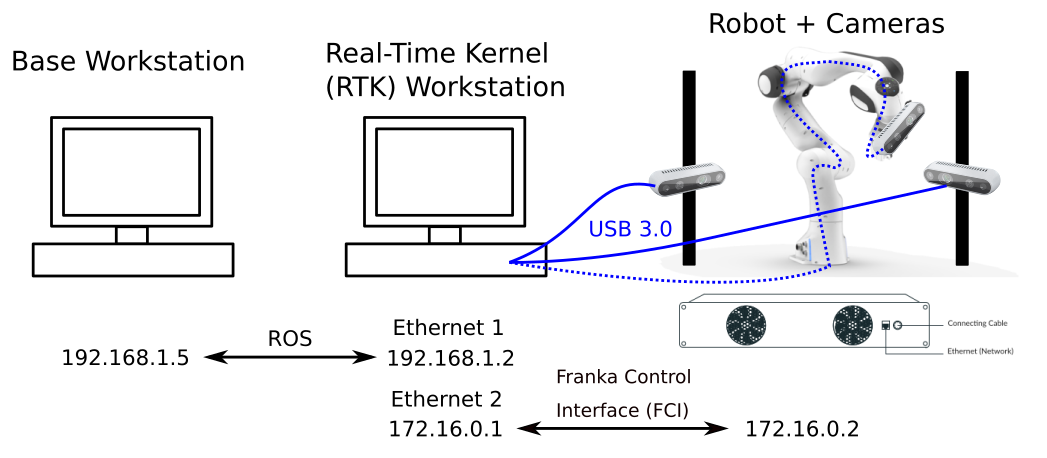 Robot + Cameras
Base Workstation
Real-Time Kernel
(RTK) Workstation
USB 3.0
Connecting Cable
Ethernet (Network)
ROS
192.168.1.5
Ethernet 1
192.168.1.2
Ethernet 2
172.16.0.1
Franka Control
Interface (FCI)
172.16.0.2